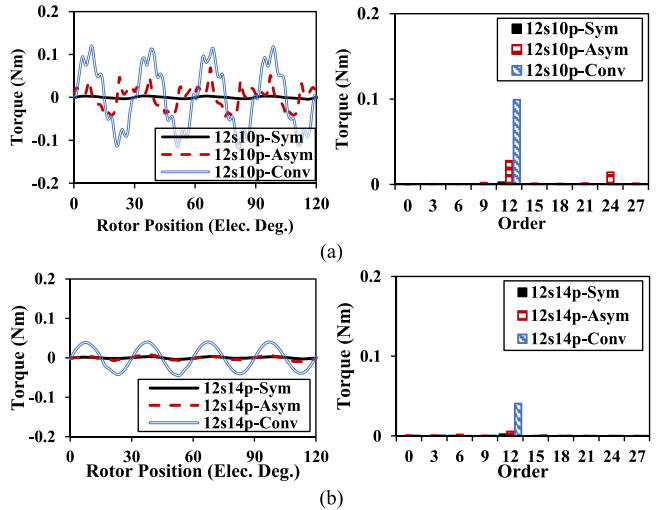 0.2
0.1
0
-0.1
-0.2
Torque (Nm)
12s10p-Sym
12s10p-Asym
12s10p-Conv
0 30 60 90 120
Rotor Position (Elec. Deg.)
0.2
0.1
0
Torque (Nm)
12s10p-Sym
12s10p-Asym
12s10p-Conv
0 3 6 9 12 15 18 21 24 27
Order
(a)
0.2
0.1
0
-0.1
-0.2
Torque (Nm)
12s14p-Sym
12s14p-Asym
12s14p-Conv
0 30 60 90 120
Rotor Position (Elec. Deg.)
0.2
0.1
0
Torque (Nm)
12s14p-Sym
12s14p-Asym
12s14p-Conv
0 3 6 9 12 15 18 21 24 27
Order
(b)